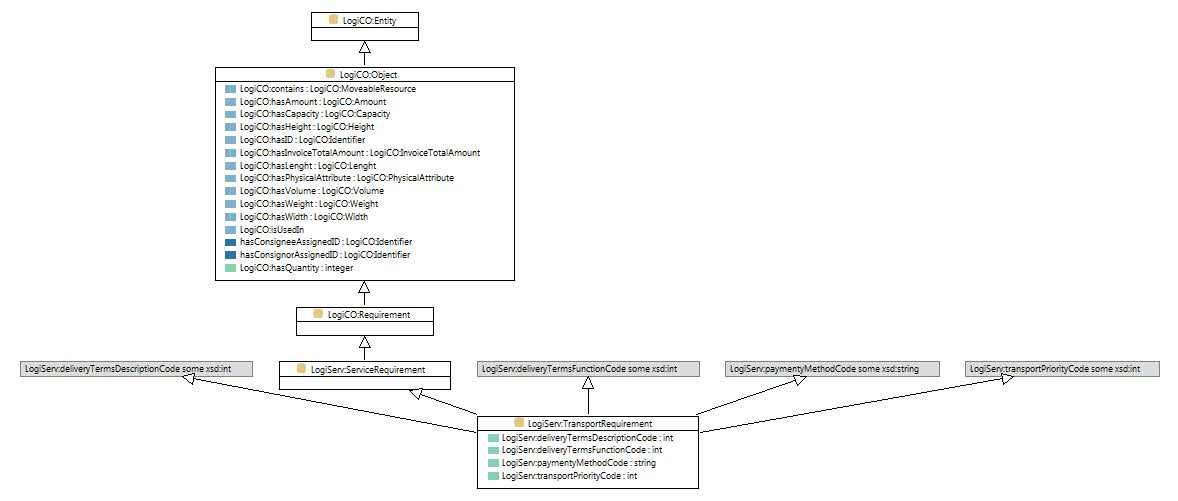 LogiCO:Entity
LogiCO:Object
LogiCO:contains : LogiCO:MoveableResource
LogiCO:hasAmount : LogiCO:Amount
LogiCO:hasCapacity : LogiCO:Capacity
LogiCO:hasHeight : LogiCO:Height
LogiCO:hasID : LogiCO:Identifier
LogiCO:hasInvoiceTotalAmount : LogiCO:InvoiceTotalAmount
LogiCO:hasLenght : LogiCO:Lenght
LogiCO:hasPhysicalAttribute : LogiCO:PhysicalAttribute
LogiCO:hasVolume : LogiCO:Volume
LogiCO:hasWeight : LogiCO:Weight
LogiCO:hasWidth : LogiCO:Width
LogiCO:isUsedIn
hasConsigneeAssignedID : LogiCO:Identifier
hasConsignorAssignedID : LogiCO:Identifier
LogiCO:hasQuantity : integer
LogiCO:Requirement
LogiServ:deliveryTermsDescriptionCode some xsd:int
LogiServ:ServiceRequirement
LogiServ:deliveryTermsFunctionCode some xsd:int
LogiServ:paymentyMethodCode some xsd:string
LogiServ:transportPriorityCode some xsd:int
LogiServ:TransportRequirement
LogiServ:deliveryTermsDescriptionCode : int
LogiServ:deliveryTermsFunctionCode : int
LogiServ:paymentyMethodCode : string
LogiServ:transportPriorityCode : int